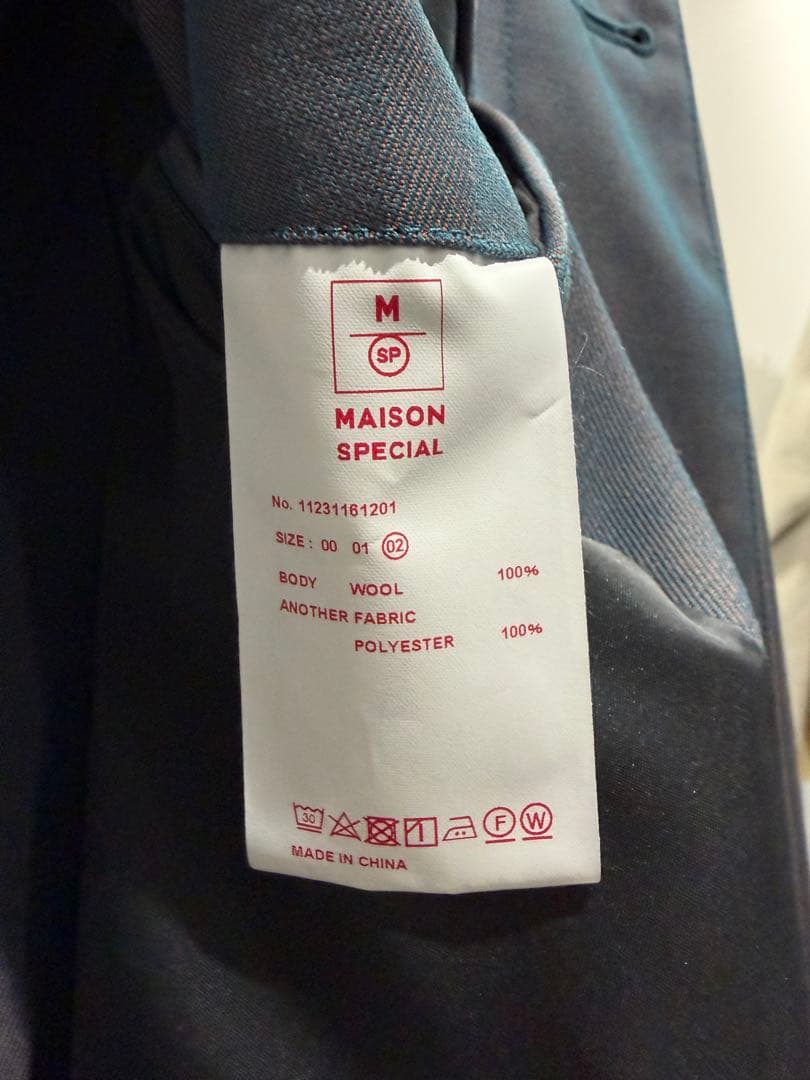 M
SP
MAISON
SPECIAL
No. 11231161201
SIZE : 00 01 02
BODY WOOL 100%
ANOTHER FABRIC
POLYESTER 100%
30 F W
MADE IN CHINA